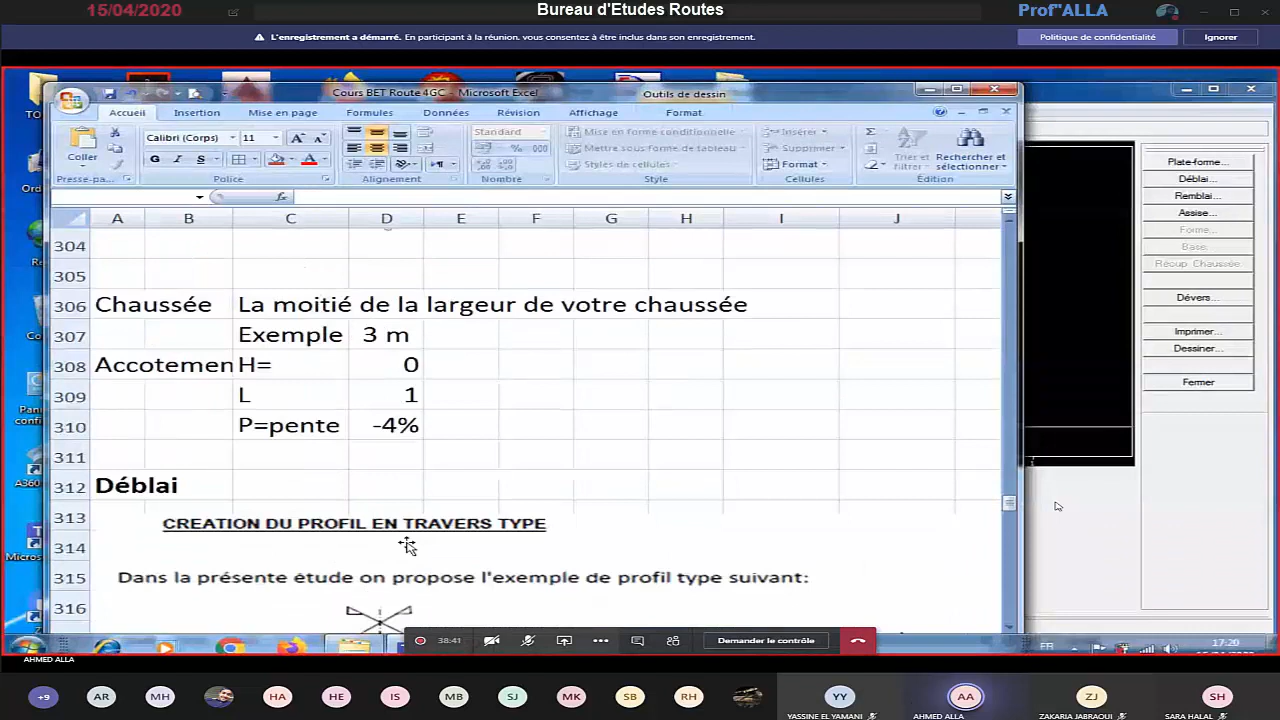 15/04/2020
Bureau d'Etudes Routes
Prof"ALLA
L'enregistrement a démarré. En participant à la réunion. vous consentez à être inclus dans son enregistrement.
Politique de confidentialité
Ignorer
Cours BET Route 4GC - Microsoft Excel
Outils de dessin
Accueil Insertion Mise en page Formules Données Révision Affichage Format
Coller
Calibri (Corps) 11
G I S
Standard
% 000
Mise en forme conditionnelle
Mettre sous forme de tableau
Styles de cellules
Insérer
Supprimer
Format
Trier et filtrer
Rechercher et sélectionner
Presse-pa... Police Alignement Nombre Style Cellules Édition
A B C D E F G H I J
304
305
306 Chaussée La moitié de la largeur de votre chaussée
307 Exemple 3 m
308 Accotemen H= 0
309 L 1
310 P=pente -4%
311
312 Déblai
313 CREATION DU PROFIL EN TRAVERS TYPE
314
315 Dans la présente étude on propose l'exemple de profil type suivant:
316
Plate-forme...
Déblai...
Remblai...
Assise...
Forme...
Base...
Récup Chaussée
Dévers...
Imprimer...
Dessiner...
Fermer
38:41
Demander le contrôle
FR
17:20
AHMED ALLA
+9 AR MH HA HE IS MB SJ MK SB RH YY AA ZJ SH
YASSINE EL YAMANI
AHMED ALLA
ZAKARIA JABRAOUI
SARA HALAL